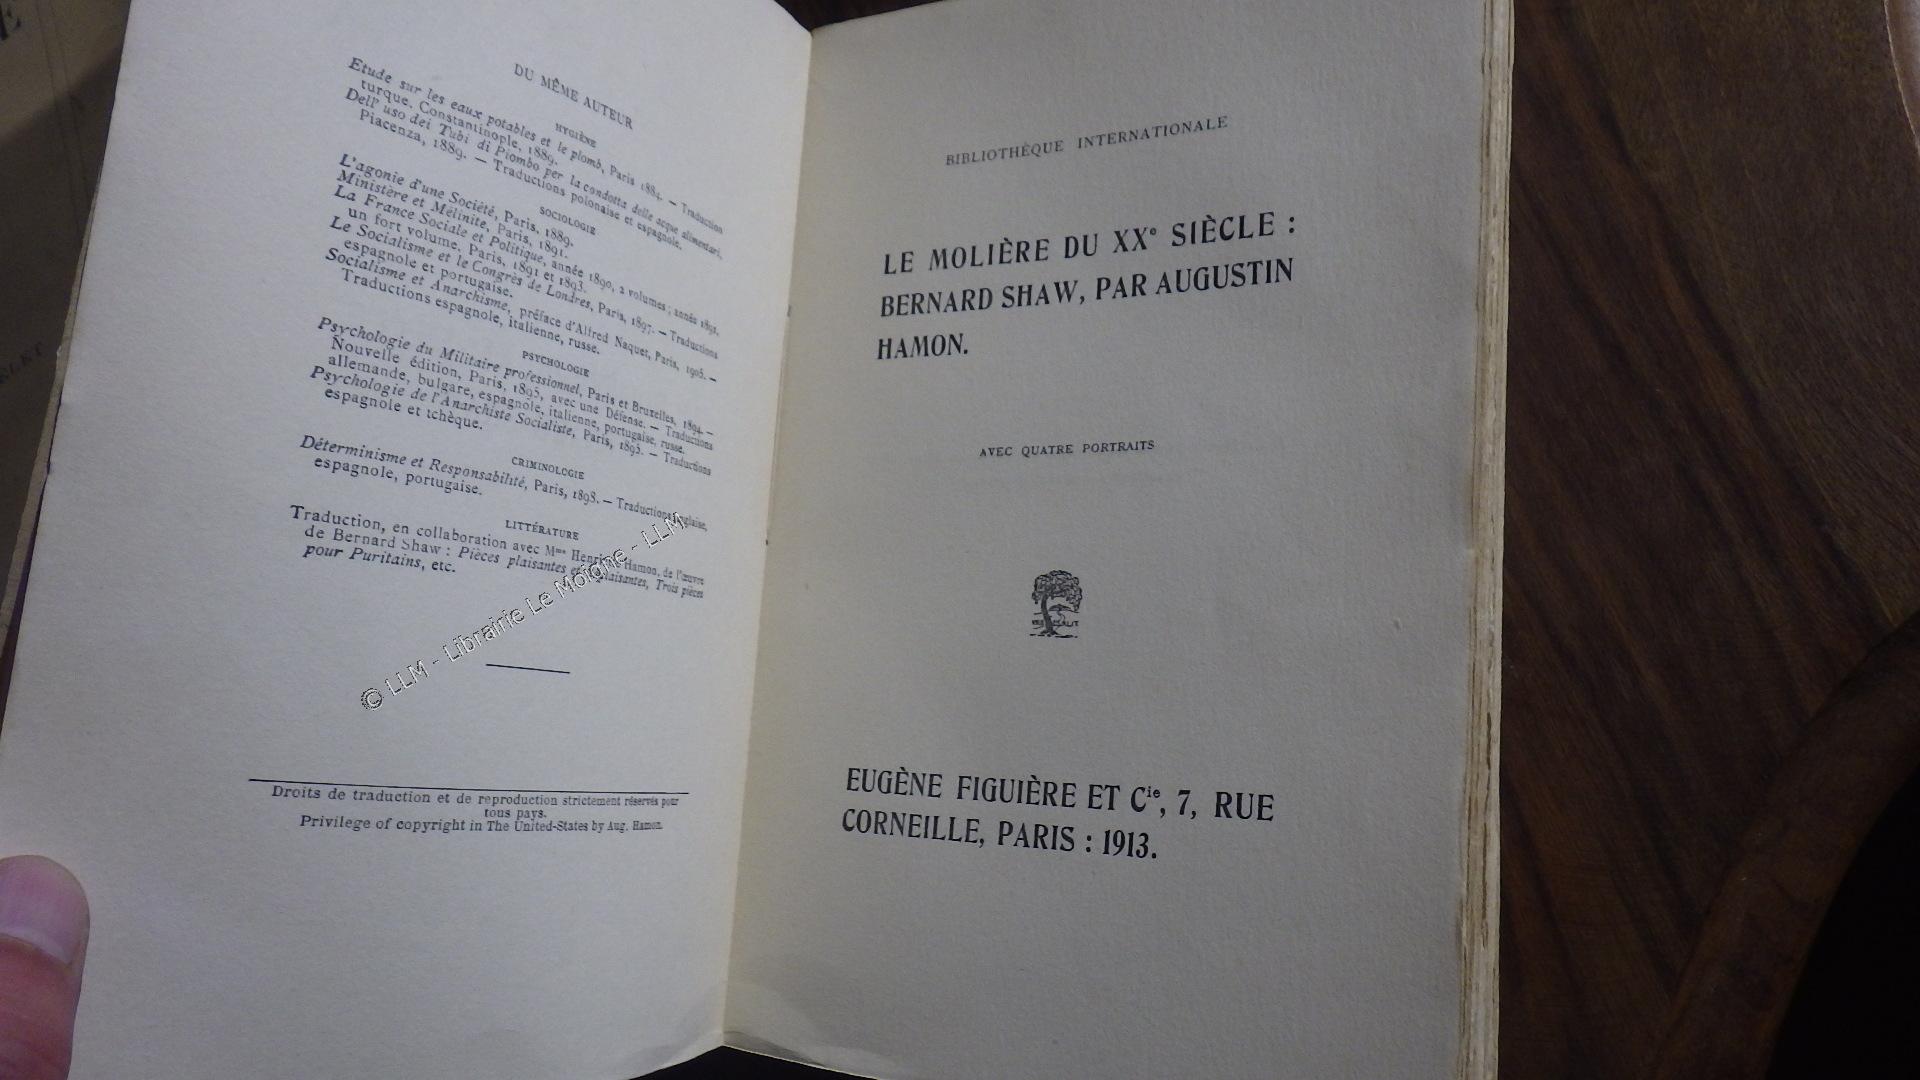 DU MÊME AUTEUR
HYGIÈNE
Etude sur les eaux potables et le plomb, Paris 1884. — Traduction
turque. Constantinople, 1889.
Dell' uso dei Tubi di Piombo per la condotta delle acque alimentari,
Piacenza, 1889. — Traductions polonaise et espagnole.
SOCIOLOGIE
L'agonie d'une Société, Paris, 1889.
Ministère et Mélinite, Paris, 1891.
La France Sociale et Politique, année 1890, 2 volumes; année 1891,
un fort volume, Paris, 1891 et 1893.
Le Socialisme et le Congrès de Londres, Paris, 1897. — Traductions
espagnole et portugaise.
Socialisme et Anarchisme, préface d'Alfred Naquet, Paris, 1905. —
Traductions espagnole, italienne, russe.
PSYCHOLOGIE
Psychologie du Militaire professionnel, Paris et Bruxelles, 1894. —
Nouvelle édition, Paris, 1895, avec une Défense. — Traductions
allemande, bulgare, espagnole, italienne, portugaise, russe.
Psychologie de l'Anarchiste Socialiste, Paris, 1895. — Traductions
espagnole et tchèque.
CRIMINOLOGIE
Déterminisme et Responsabilité, Paris, 1898. — Traductions anglaise,
espagnole, portugaise.
LITTÉRATURE
Traduction, en collaboration avec Mme Henriette Hamon, de l'œuvre
de Bernard Shaw : Pièces plaisantes et déplaisantes, Trois pièces
pour Puritains, etc.
© LLM - Librairie Le Moigne - LLM
Droits de traduction et de reproduction strictement réservés pour
tous pays.
Privilege of copyright in The United-States by Aug. Hamon.
BIBLIOTHÈQUE INTERNATIONALE
LE MOLIÈRE DU XXe SIÈCLE :
BERNARD SHAW, PAR AUGUSTIN
HAMON.
AVEC QUATRE PORTRAITS
EUGÈNE FIGUIÈRE ET Cie, 7, RUE
CORNEILLE, PARIS : 1913.